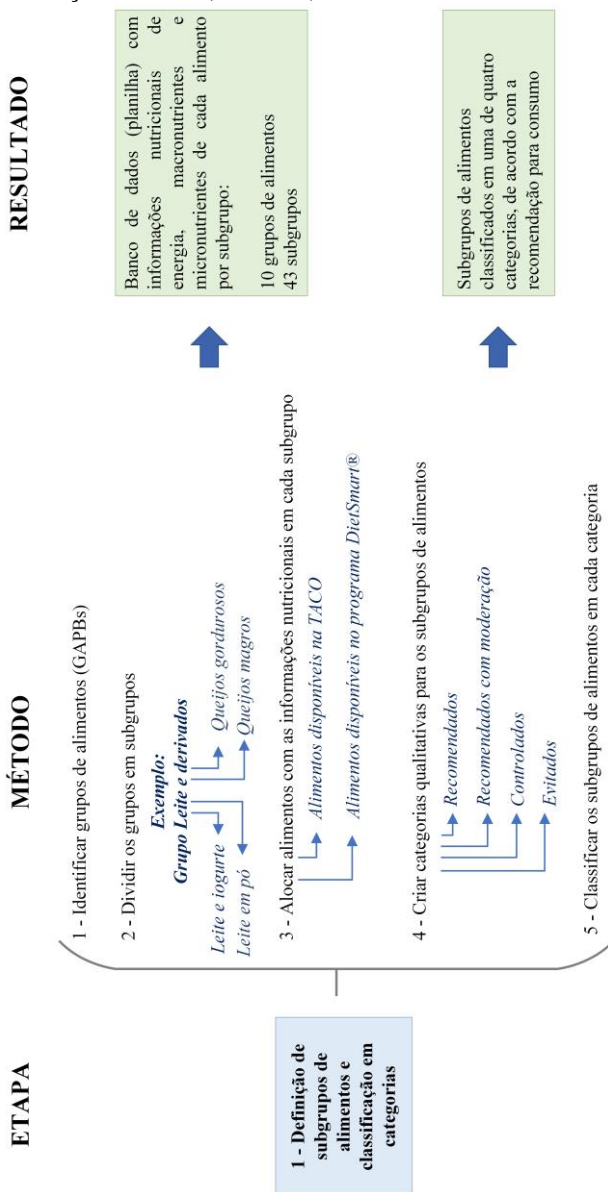 ETAPA
MÉTODO
RESULTADO
1 - Definição de
subgrupos de
alimentos e
classificação em
categorias
1 - Identificar grupos de alimentos (GAPBs)
2 - Dividir os grupos em subgrupos
Exemplo:
Grupo Leite e derivados
Leite e iogurte
Queijos gordurosos
Leite em pó
Queijos magros
3 - Alocar alimentos com as informações nutricionais em cada subgrupo
Alimentos disponíveis na TACO
Alimentos disponíveis no programa DietSmart®
4 - Criar categorias qualitativas para os subgrupos de alimentos
Recomendados
Recomendados com moderação
Controlados
Evitados
5 - Classificar os subgrupos de alimentos em cada categoria
Banco de dados (planilha) com
informações nutricionais de
energia, macronutrientes e
micronutrientes de cada alimento
por subgrupo:
10 grupos de alimentos
43 subgrupos
Subgrupos de alimentos
classificados em uma de quatro
categorias, de acordo com a
recomendação para consumo